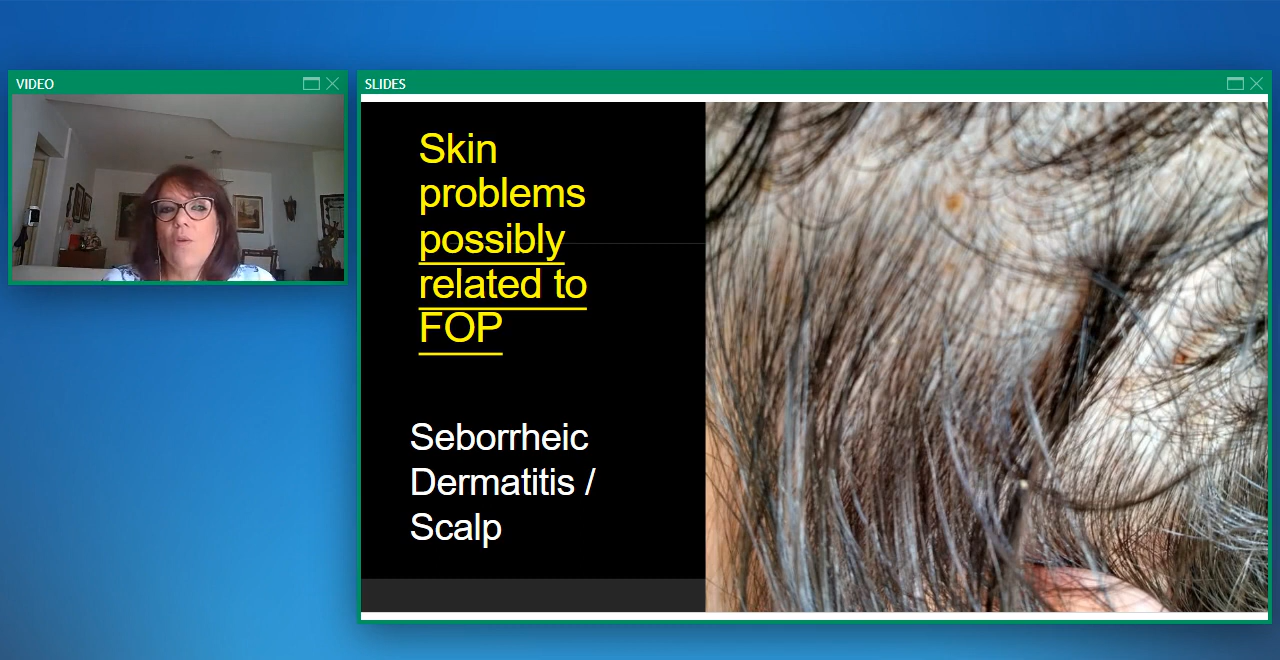 VIDEO
SLIDES
Skin
problems
possibly
related to
FOP
Seborrheic
Dermatitis /
Scalp